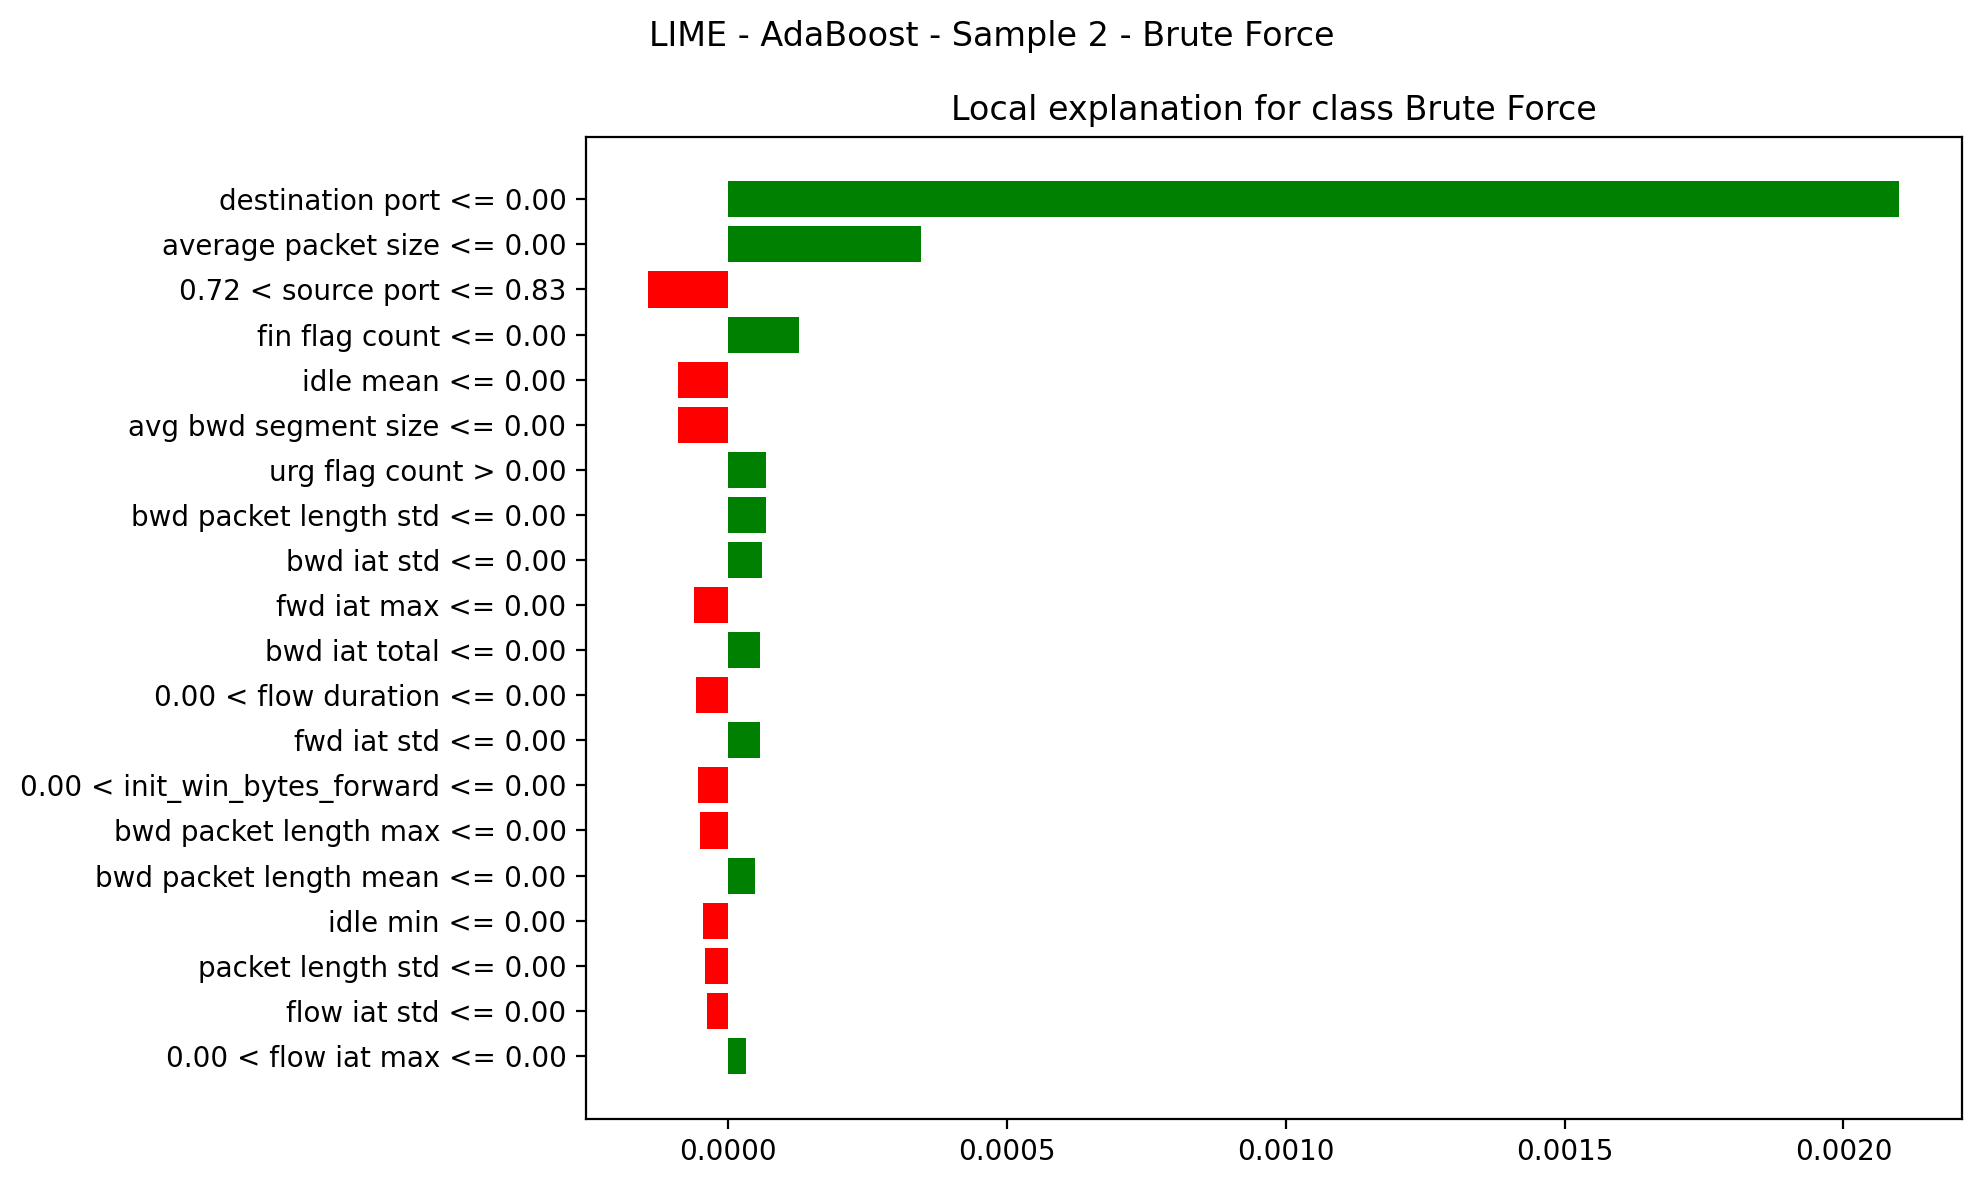 LIME - AdaBoost - Sample 2 - Brute Force
Local explanation for class Brute Force
destination port <= 0.00
average packet size <= 0.00
0.72 < source port <= 0.83
fin flag count <= 0.00
idle mean <= 0.00
avg bwd segment size <= 0.00
urg flag count > 0.00
bwd packet length std <= 0.00
bwd iat std <= 0.00
fwd iat max <= 0.00
bwd iat total <= 0.00
0.00 < flow duration <= 0.00
fwd iat std <= 0.00
0.00 < init_win_bytes_forward <= 0.00
bwd packet length max <= 0.00
bwd packet length mean <= 0.00
idle min <= 0.00
packet length std <= 0.00
flow iat std <= 0.00
0.00 < flow iat max <= 0.00
0.0000 0.0005 0.0010 0.0015 0.0020